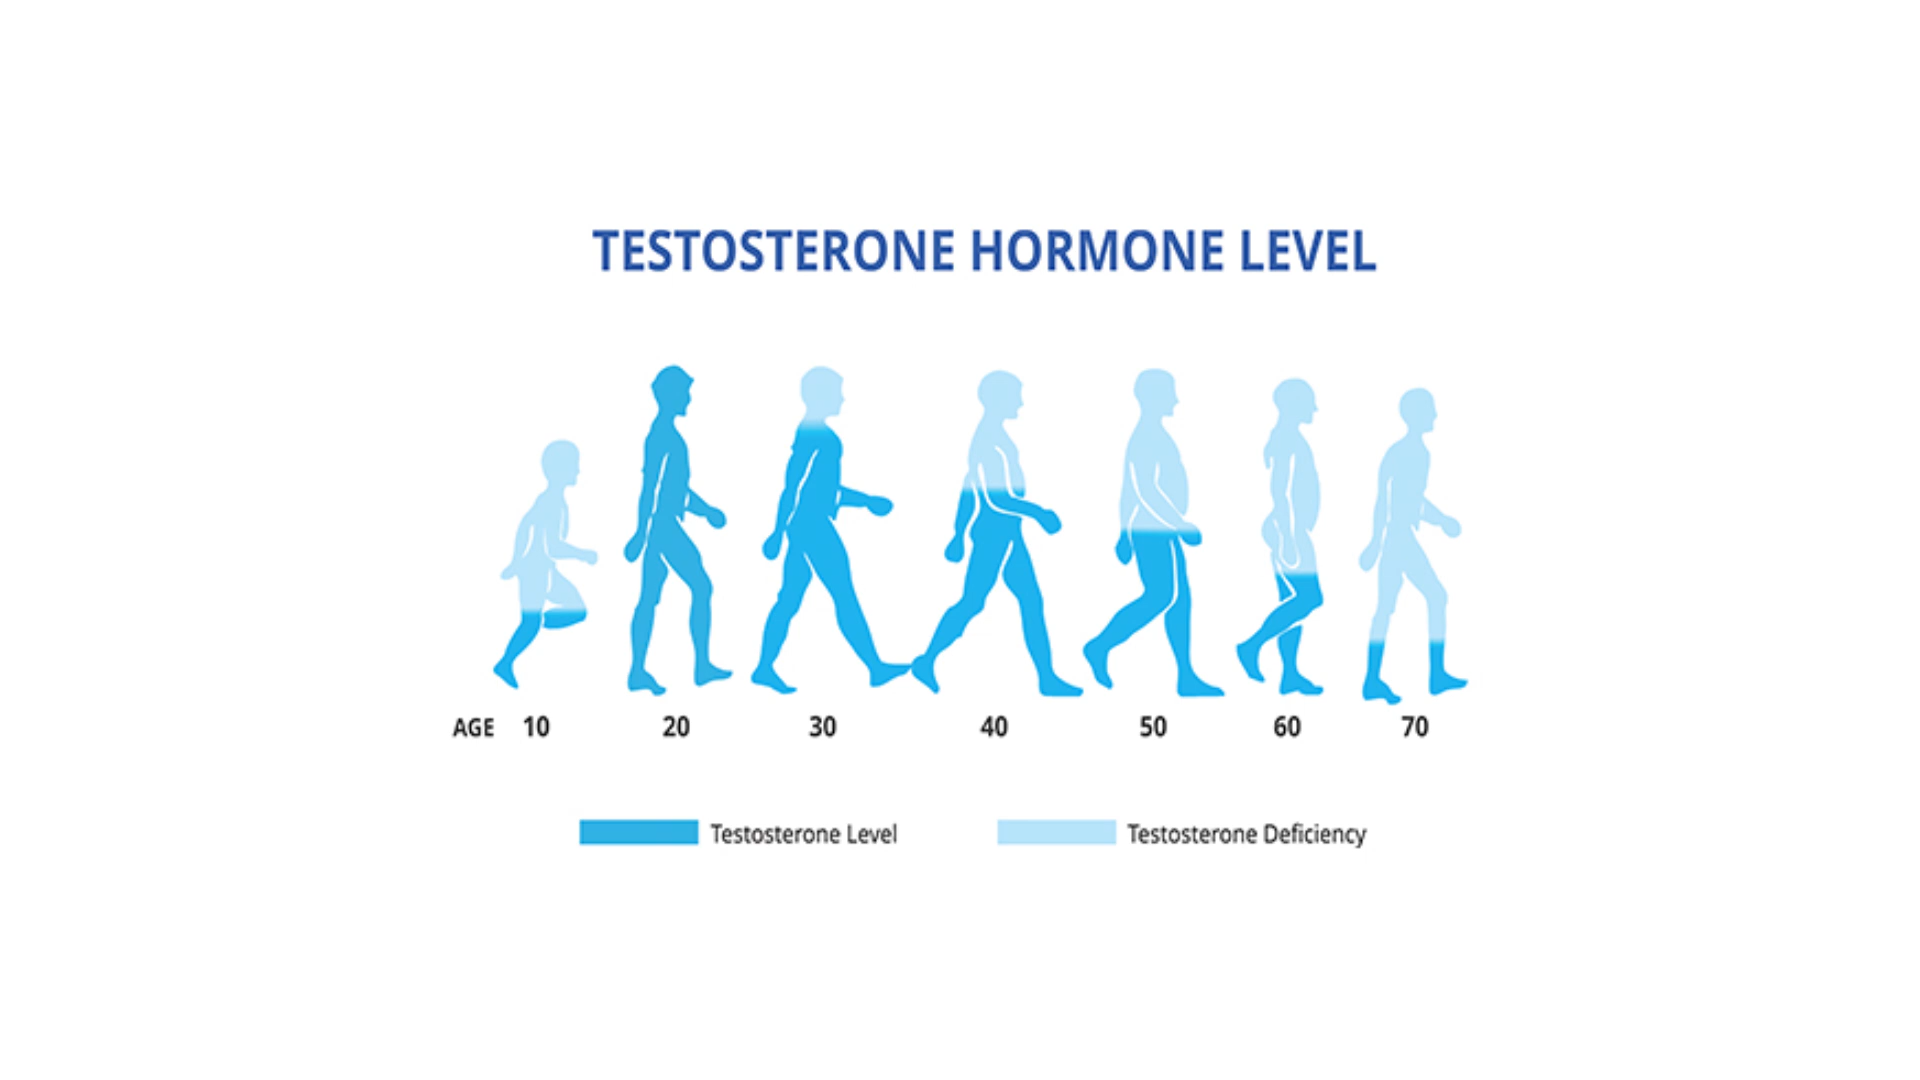 TESTOSTERONE HORMONE LEVEL
AGE 10 20 30 40 50 60 70
Testosterone Level Testosterone Deficiency